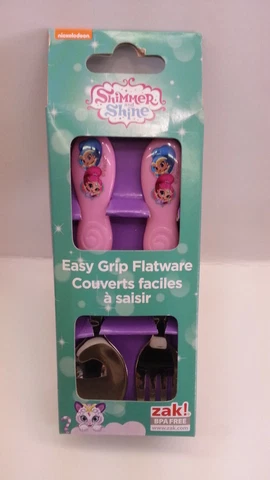 nickelodeon
Shimmer
and
Shine
Easy Grip Flatware
Couverts faciles
à saisir
zak!
BPA FREE
www.zak.com